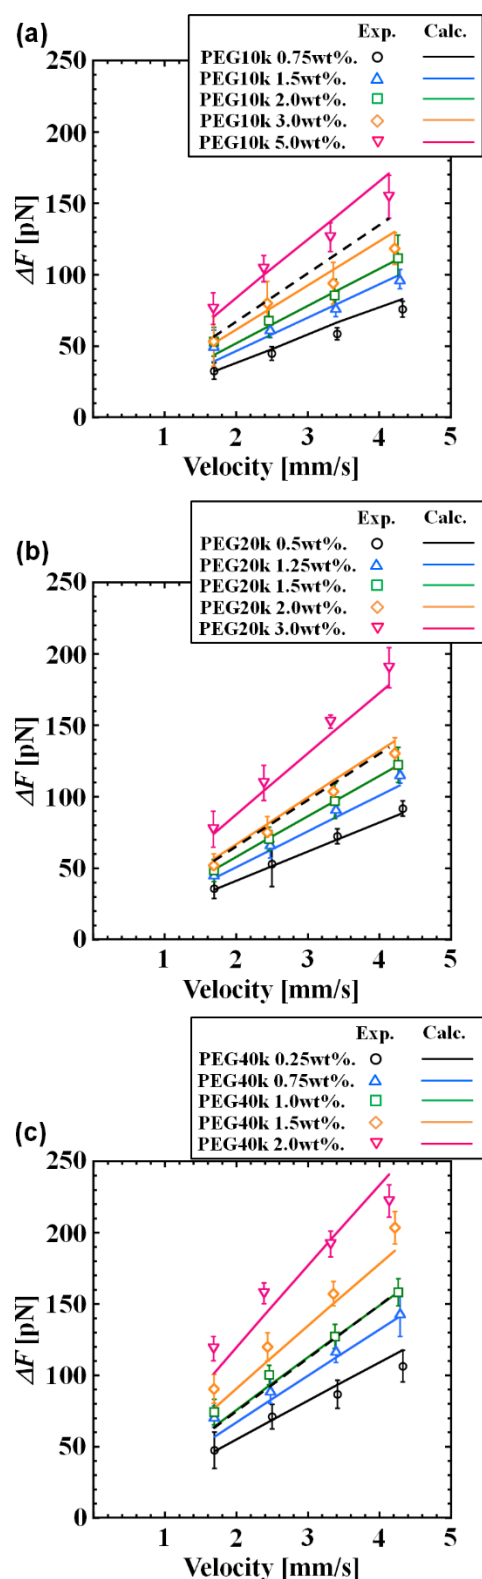 (a)
Exp. Calc.
PEG10k 0.75wt%.
PEG10k 1.5wt%.
PEG10k 2.0wt%.
PEG10k 3.0wt%.
PEG10k 5.0wt%.
250
200
150
100
50
0
ΔF [pN]
1 2 3 4 5
Velocity [mm/s]
(b)
Exp. Calc.
PEG20k 0.5wt%.
PEG20k 1.25wt%.
PEG20k 1.5wt%.
PEG20k 2.0wt%.
PEG20k 3.0wt%.
250
200
150
100
50
0
ΔF [pN]
1 2 3 4 5
Velocity [mm/s]
(c)
Exp. Calc.
PEG40k 0.25wt%.
PEG40k 0.75wt%.
PEG40k 1.0wt%.
PEG40k 1.5wt%.
PEG40k 2.0wt%.
250
200
150
100
50
0
ΔF [pN]
1 2 3 4 5
Velocity [mm/s]